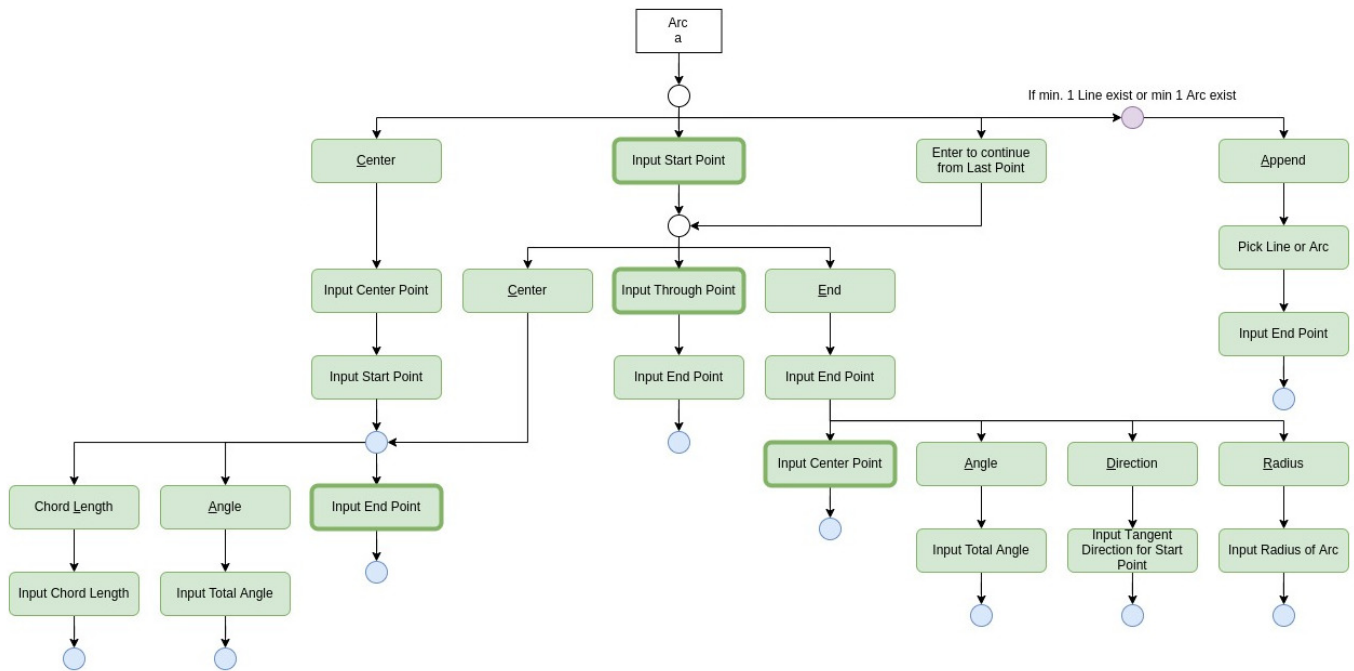 Arc
a
If min. 1 Line exist or min 1 Arc exist
Center
Input Start Point
Enter to continue
from Last Point
Append
Pick Line or Arc
Input Center Point
Center
Input Through Point
End
Input End Point
Input Start Point
Input End Point
Input End Point
Input Center Point
Angle
Direction
Radius
Chord Length
Angle
Input End Point
Input Total Angle
Input Tangent
Direction for Start
Point
Input Radius of Arc
Input Chord Length
Input Total Angle